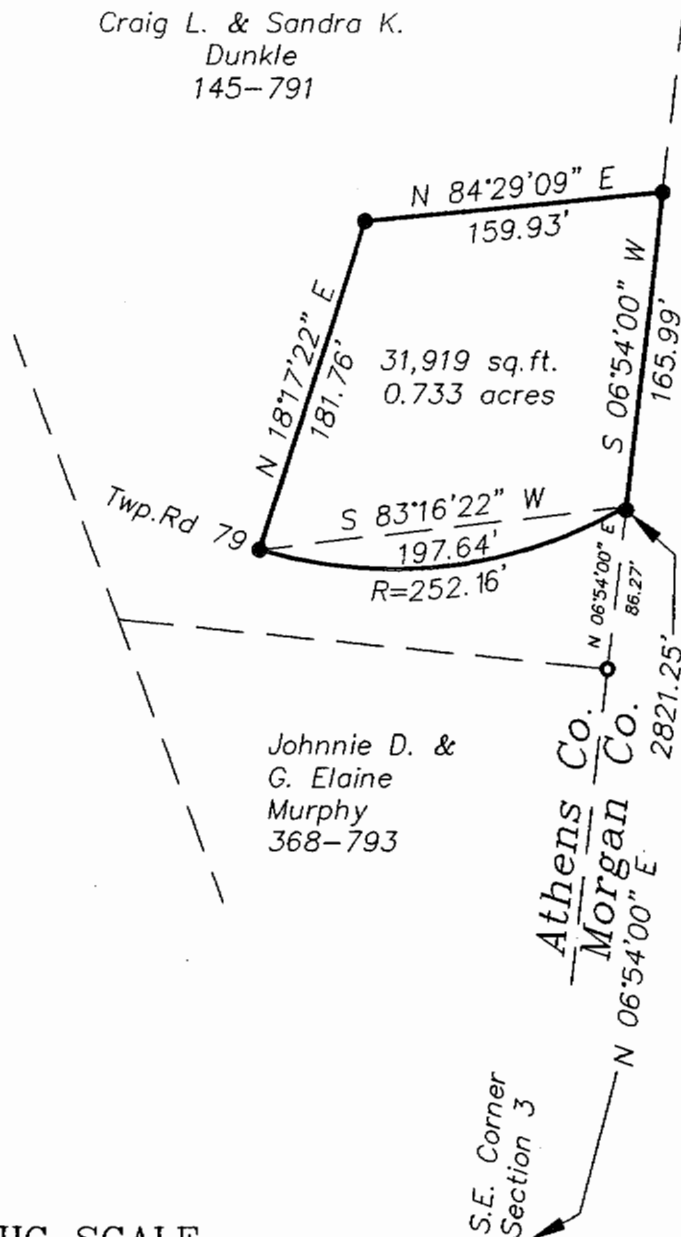 Craig L. & Sandra K.
Dunkle
145-791
N 84°29'09" E
159.93'
N 18°17'22" E
181.76'
S 06°54'00" W
165.99'
31,919 sq.ft.
0.733 acres
Twp.Rd 79
S 83°16'22" W
197.64'
R=252.16'
N 06°54'00" E
86.27'
2821.25'
Johnnie D. &
G. Elaine
Murphy
368-793
Athens Co.
Morgan Co.
N 06°54'00" E
S.E. Corner
Section 3
SCALE